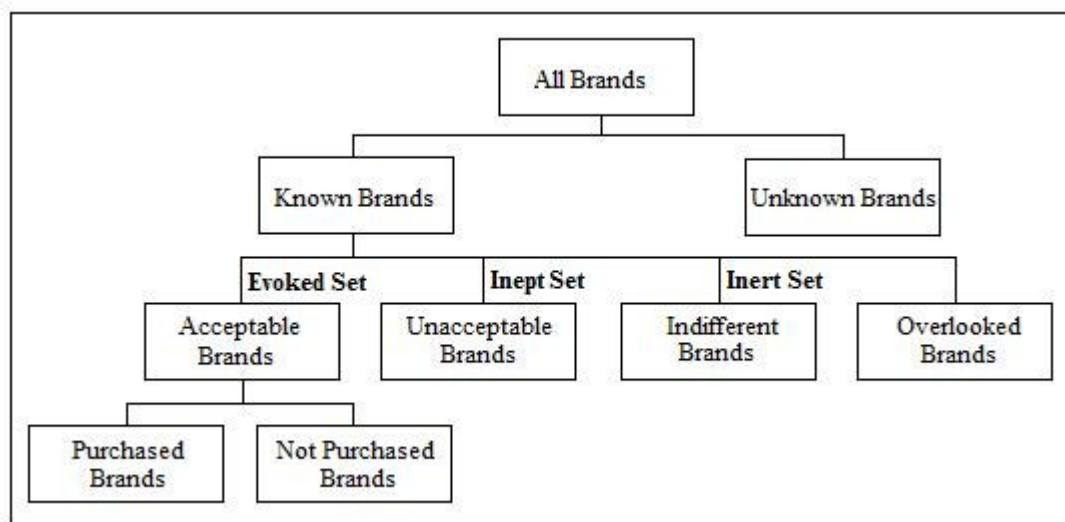 All Brands
Known Brands
Unknown Brands
Evoked Set
Inept Set
Inert Set
Acceptable
Brands
Unacceptable
Brands
Indifferent
Brands
Overlooked
Brands
Purchased
Brands
Not Purchased
Brands